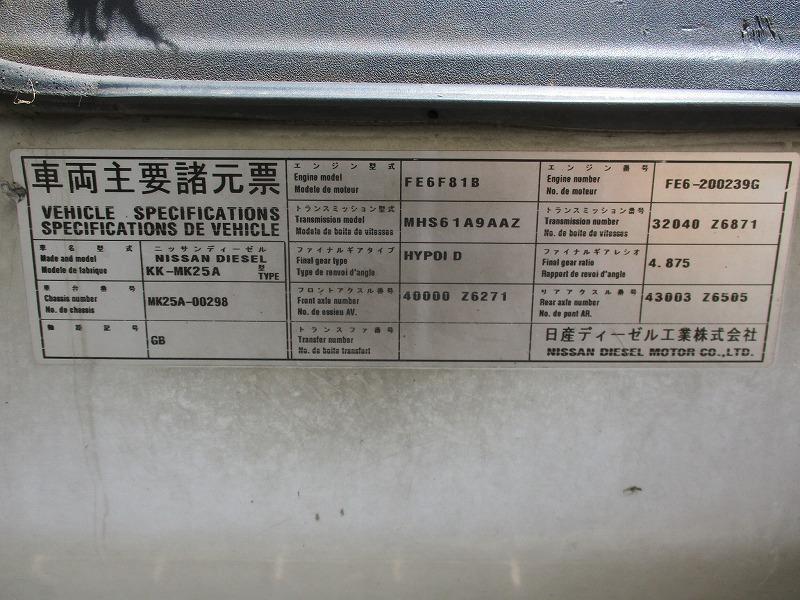 車両主要諸元票
VEHICLE SPECIFICATIONS
SPECIFICATIONS DE VEHICLE
車名型式
Made and model
Modele de fabrique
ニッサンディーゼル
NISSAN DIESEL
KK-MK25A 型 TYPE
車台番号
Chassis number
No. de chassis
MK25A-00298
軸距記号
GB
エンジン型式
Engine model
Modele de moteur
FE6F81B
トランスミッション型式
Transmission model
Modele de boite de vitesses
MHS61A9AAZ
ファイナルギアタイプ
Final gear type
Type de renvoi d'angle
HYPOI D
フロントアクスル番号
Front axle number
No. de essieu AV.
40000 Z6271
トランスファ番号
Transfer number
No. de boite transfort
エンジン番号
Engine number
No. de moteur
FE6-200239G
トランスミッション番号
Transmission number
No. de boite de vitesses
32040 Z6871
ファイナルギアレシオ
Final gear ratio
Rapport de renvoi d'angle
4.875
リアアクスル番号
Rear axle number
No. de pont AR.
43003 Z6505
日産ディーゼル工業株式会社
NISSAN DIESEL MOTOR CO.,LTD.